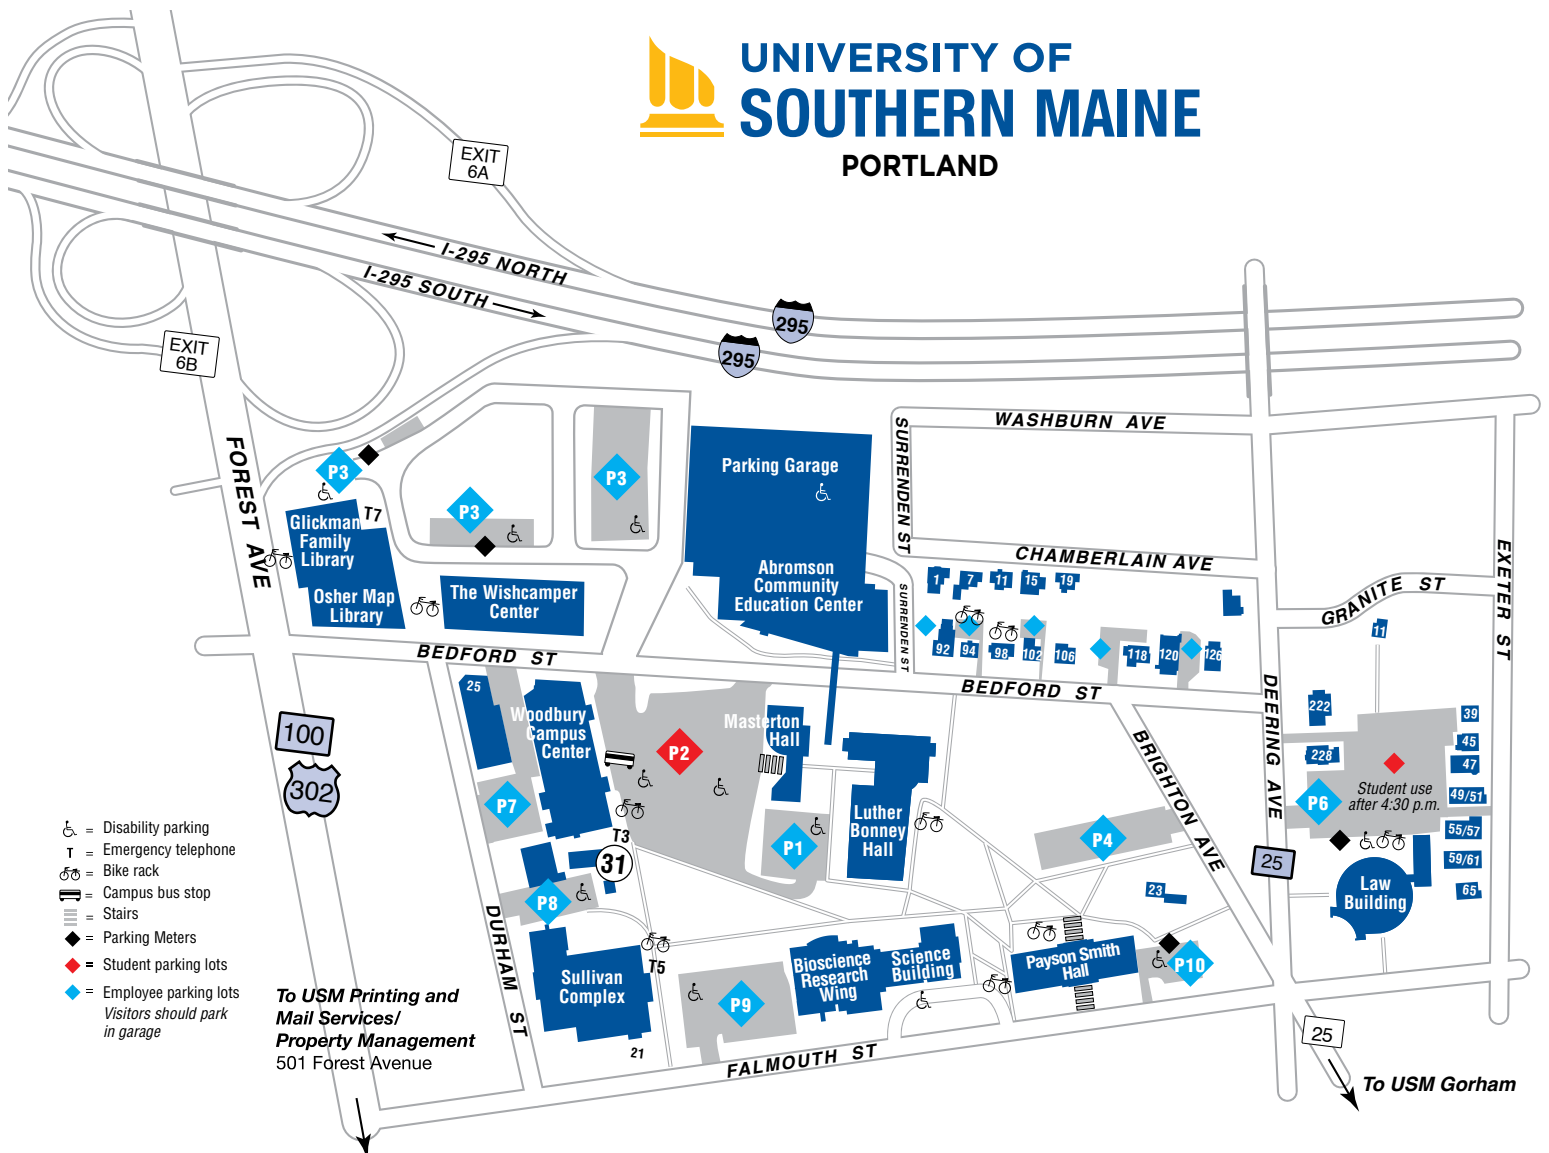 UNIVERSITY OF
SOUTHERN MAINE
PORTLAND
EXIT
6A
I-295 NORTH
I-295 SOUTH
295
295
EXIT
6B
FOREST AVE
WASHBURN AVE
SURRENDEN ST
CHAMBERLAIN AVE
SURRENDEN ST
GRANITE ST
EXETER ST
P3
P3
P3
T7
Glickman
Family
Library
Osher Map
Library
The Wishcamper
Center
Parking Garage
Abromson
Community
Education Center
1
7
11
15
19
92
94
98
102
106
118
120
126
11
BEDFORD ST
BEDFORD ST
DEERING AVE
BRIGHTON AVE
100
302
25
Woodbury
Campus
Center
P2
Masterton
Hall
Luther
Bonney
Hall
P7
P1
P4
T3
31
P8
222
228
39
45
47
49/51
55/57
59/61
65
Student use
after 4:30 p.m.
P6
25
Law
Building
23
DURHAM ST
Sullivan
Complex
T5
21
P9
Bioscience
Research
Wing
Science
Building
Payson Smith
Hall
P10
FALMOUTH ST
25
To USM Gorham
= Disability parking
T = Emergency telephone
= Bike rack
= Campus bus stop
= Stairs
= Parking Meters
= Student parking lots
= Employee parking lots
Visitors should park
in garage
To USM Printing and
Mail Services/
Property Management
501 Forest Avenue